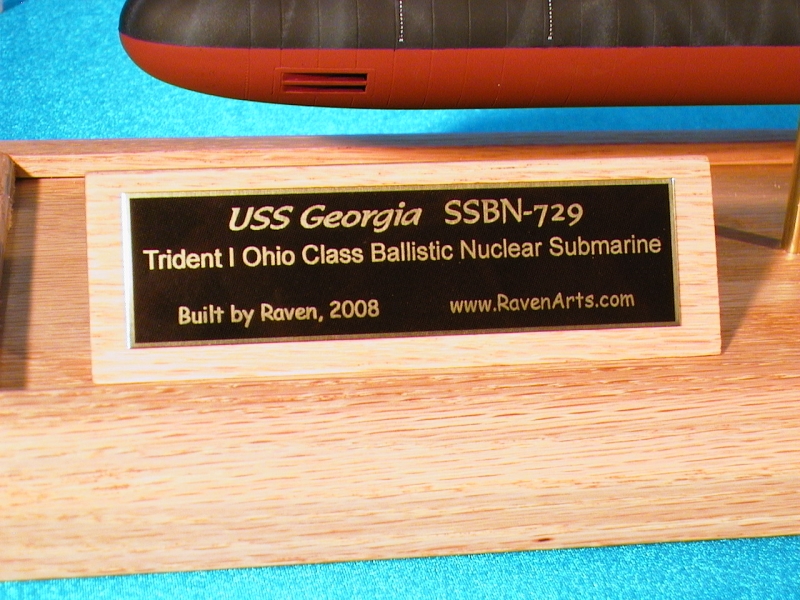 USS Georgia SSBN-729
Trident I Ohio Class Ballistic Nuclear Submarine
Built by Raven, 2008 www.RavenArts.com